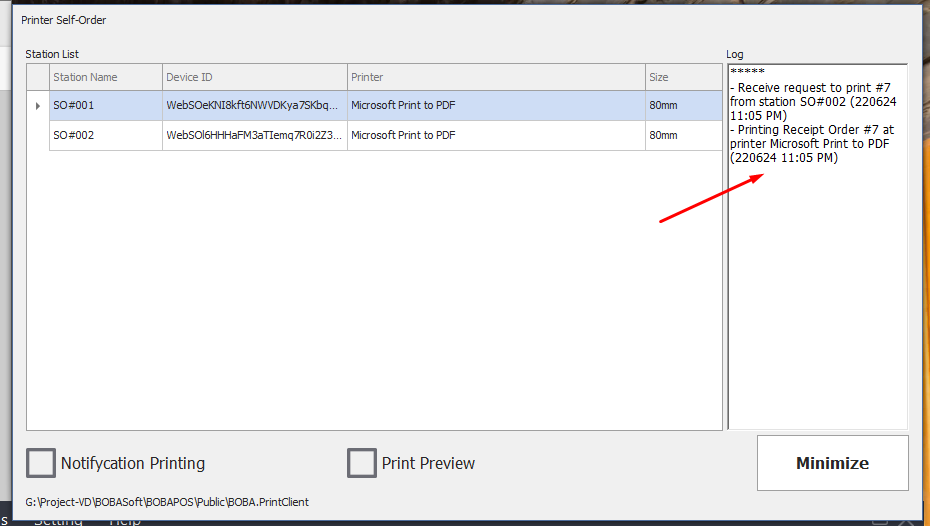 Printer Self-Order
Station List
Log
Station Name Device ID Printer Size
SO#001 WebSOeKNI8kft6NWVDKya7SKbq... Microsoft Print to PDF 80mm
SO#002 WebSOl6HHHaFM3aTIemq7R0i2Z3... Microsoft Print to PDF 80mm
*****
- Receive request to print #7
from station SO#002 (220624
11:05 PM)
- Printing Receipt Order #7 at
printer Microsoft Print to PDF
(220624 11:05 PM)
Notifycation Printing
Print Preview
Minimize
G:\Project-VD\BOBASoft\BOBAPOS\Public\BOBA.PrintClient
Setting Help